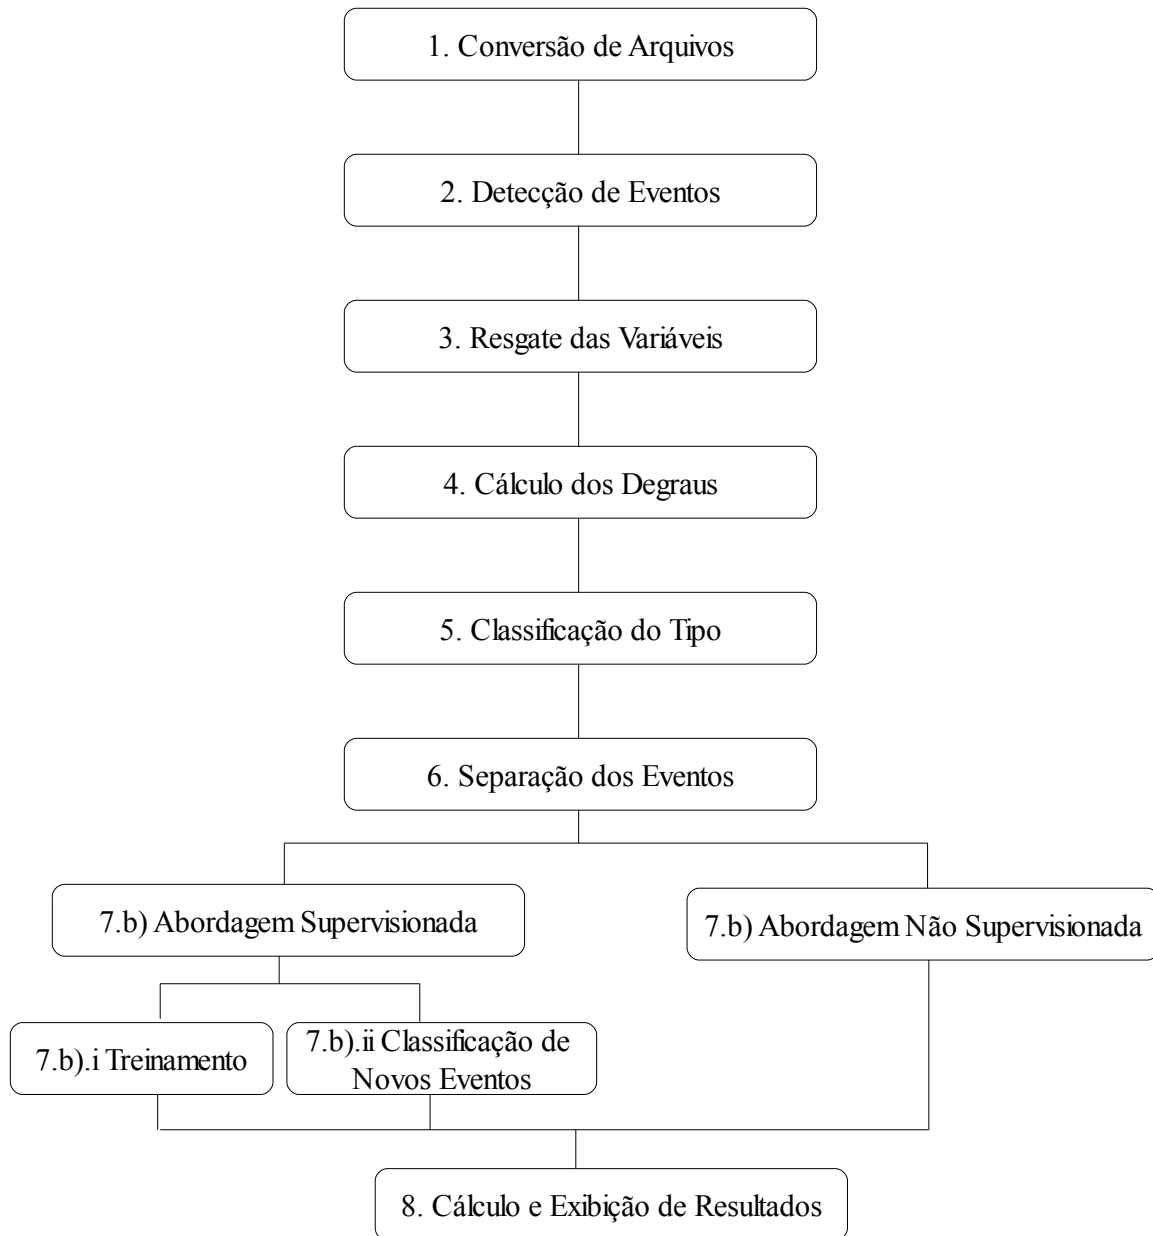 1. Conversão de Arquivos
2. Detecção de Eventos
3. Resgate das Variáveis
4. Cálculo dos Degraus
5. Classificação do Tipo
6. Separação dos Eventos
7.b) Abordagem Supervisionada
7.b) Abordagem Não Supervisionada
7.b).i Treinamento
7.b).ii Classificação de
Novos Eventos
8. Cálculo e Exibição de Resultados